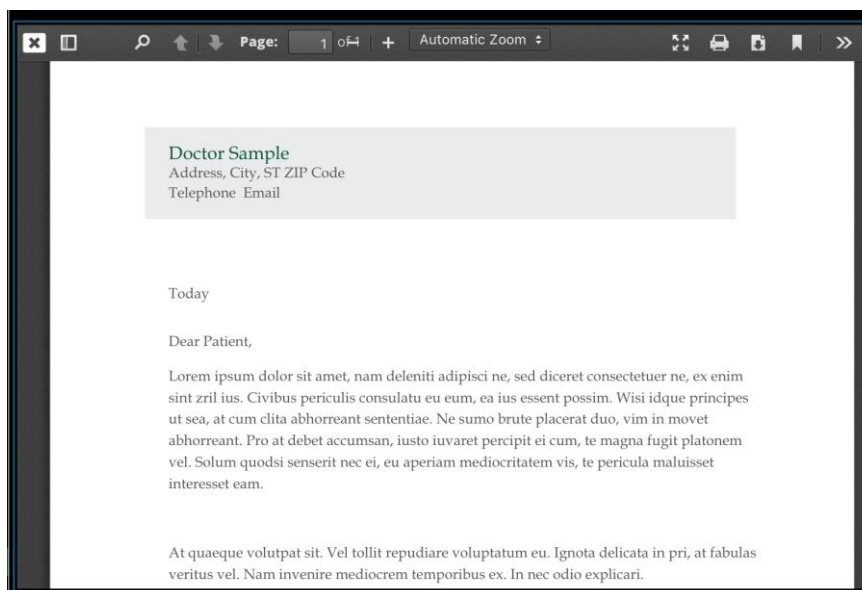 Page: 1 of 1 Automatic Zoom
Doctor Sample
Address, City, ST ZIP Code
Telephone Email
Today
Dear Patient,
Lorem ipsum dolor sit amet, nam deleniti adipisci ne, sed diceret consectetuer ne, ex enim
sint zril ius. Civibus periculis consulatu eu eum, ea ius essent possim. Wisi idque principes
ut sea, at cum clita abhorreant sententiae. Ne sumo brute placerat duo, vim in movet
abhorreant. Pro at debet accumsan, iusto iuvaret percipit ei cum, te magna fugit platonem
vel. Solum quodsi senserit nec ei, eu aperiam mediocritatem vis, te pericula maluisset
interesset eam.
At quaeque volutpat sit. Vel tollit repudiare voluptatum eu. Ignota delicata in pri, at fabulas
veritus vel. Nam invenire mediocrem temporibus ex. In nec odio explicari.